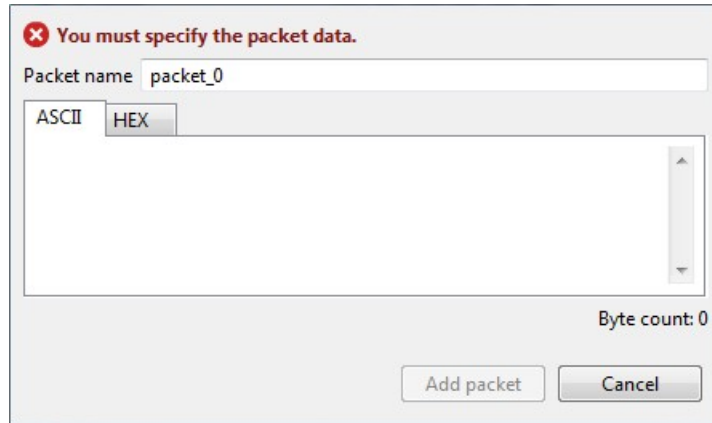 You must specify the packet data.
Packet name packet_0
ASCII HEX
Byte count: 0
Add packet Cancel